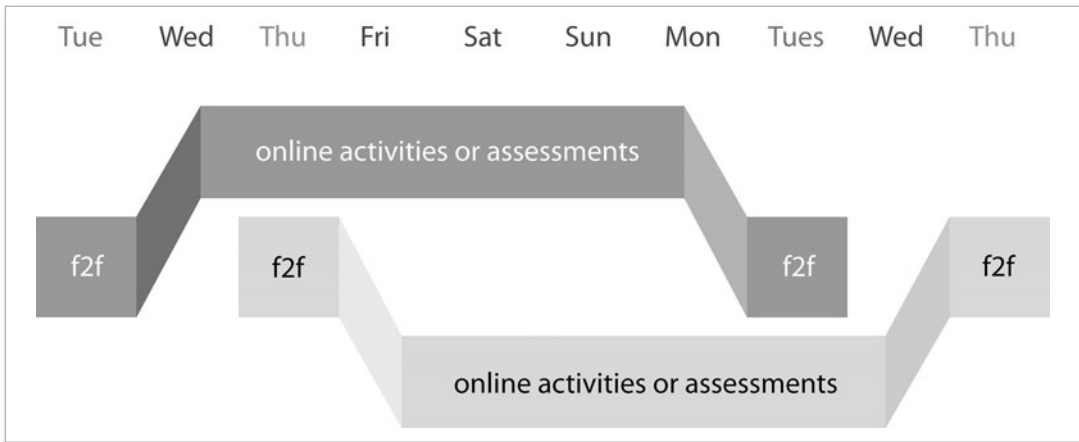 Tue Wed Thu Fri Sat Sun Mon Tues Wed Thu
online activities or assessments
f2f f2f f2f f2f
online activities or assessments